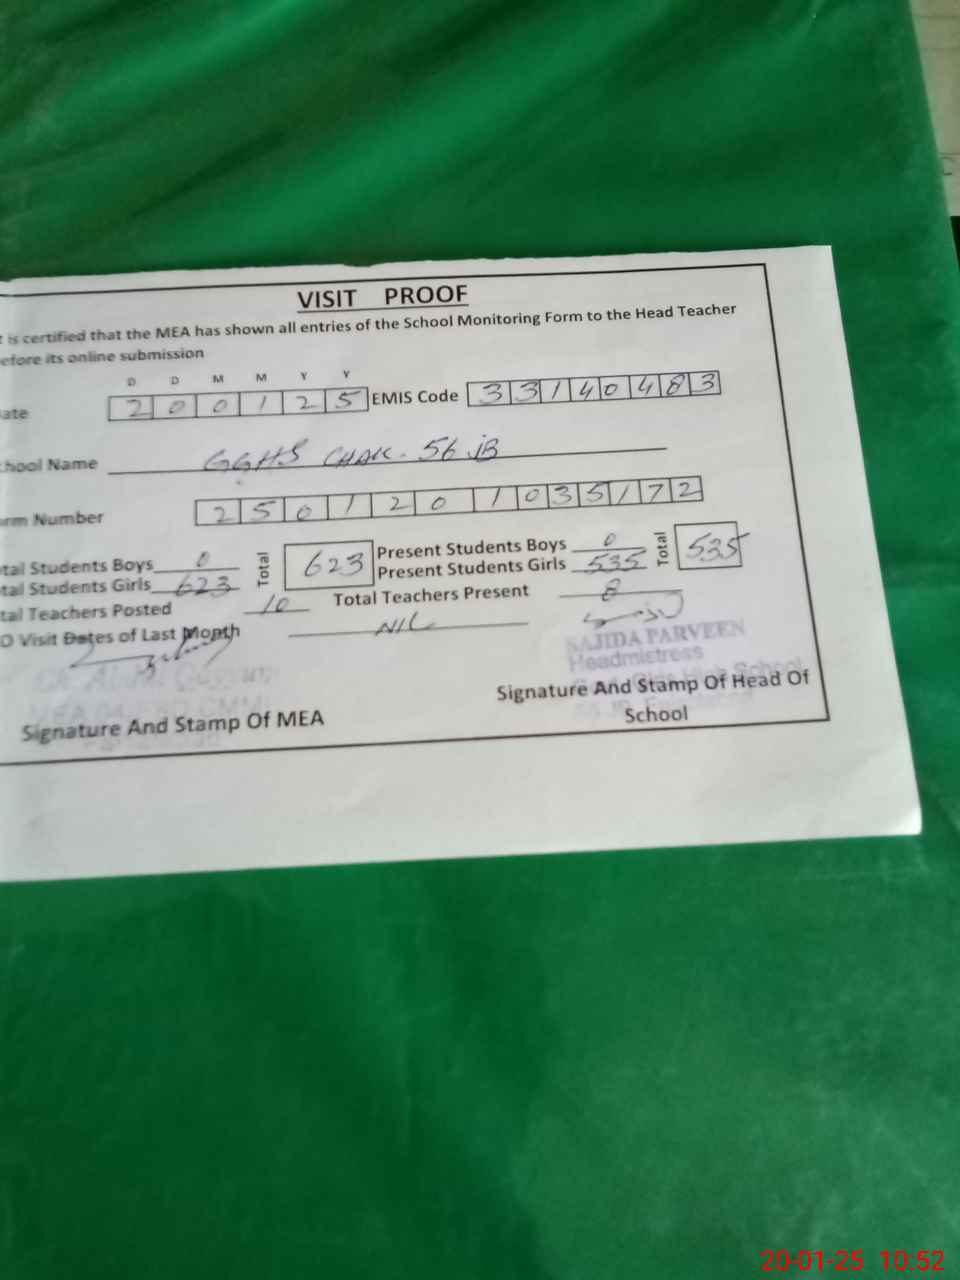 VISIT PROOF
is certified that the MEA has shown all entries of the School Monitoring Form to the Head Teacher
efore its online submission
D D M M Y Y
ate 2 0 0 1 2 5 EMIS Code 3 3 1 4 0 4 8 3
hool Name GGHS CHAK. 56 JB
rm Number 2 5 0 1 2 0 1 0 3 5 1 7 2
tal Students Boys 0 Total 623 Present Students Boys 0 Total 535
tal Students Girls 623 Present Students Girls 535
tal Teachers Posted 10 Total Teachers Present 8
O Visit Dates of Last Month NIL
SAJIDA PARVEEN
Headmistress
High School
Signature And Stamp Of MEA
Signature And Stamp Of Head Of
School
20-01-25 10:52